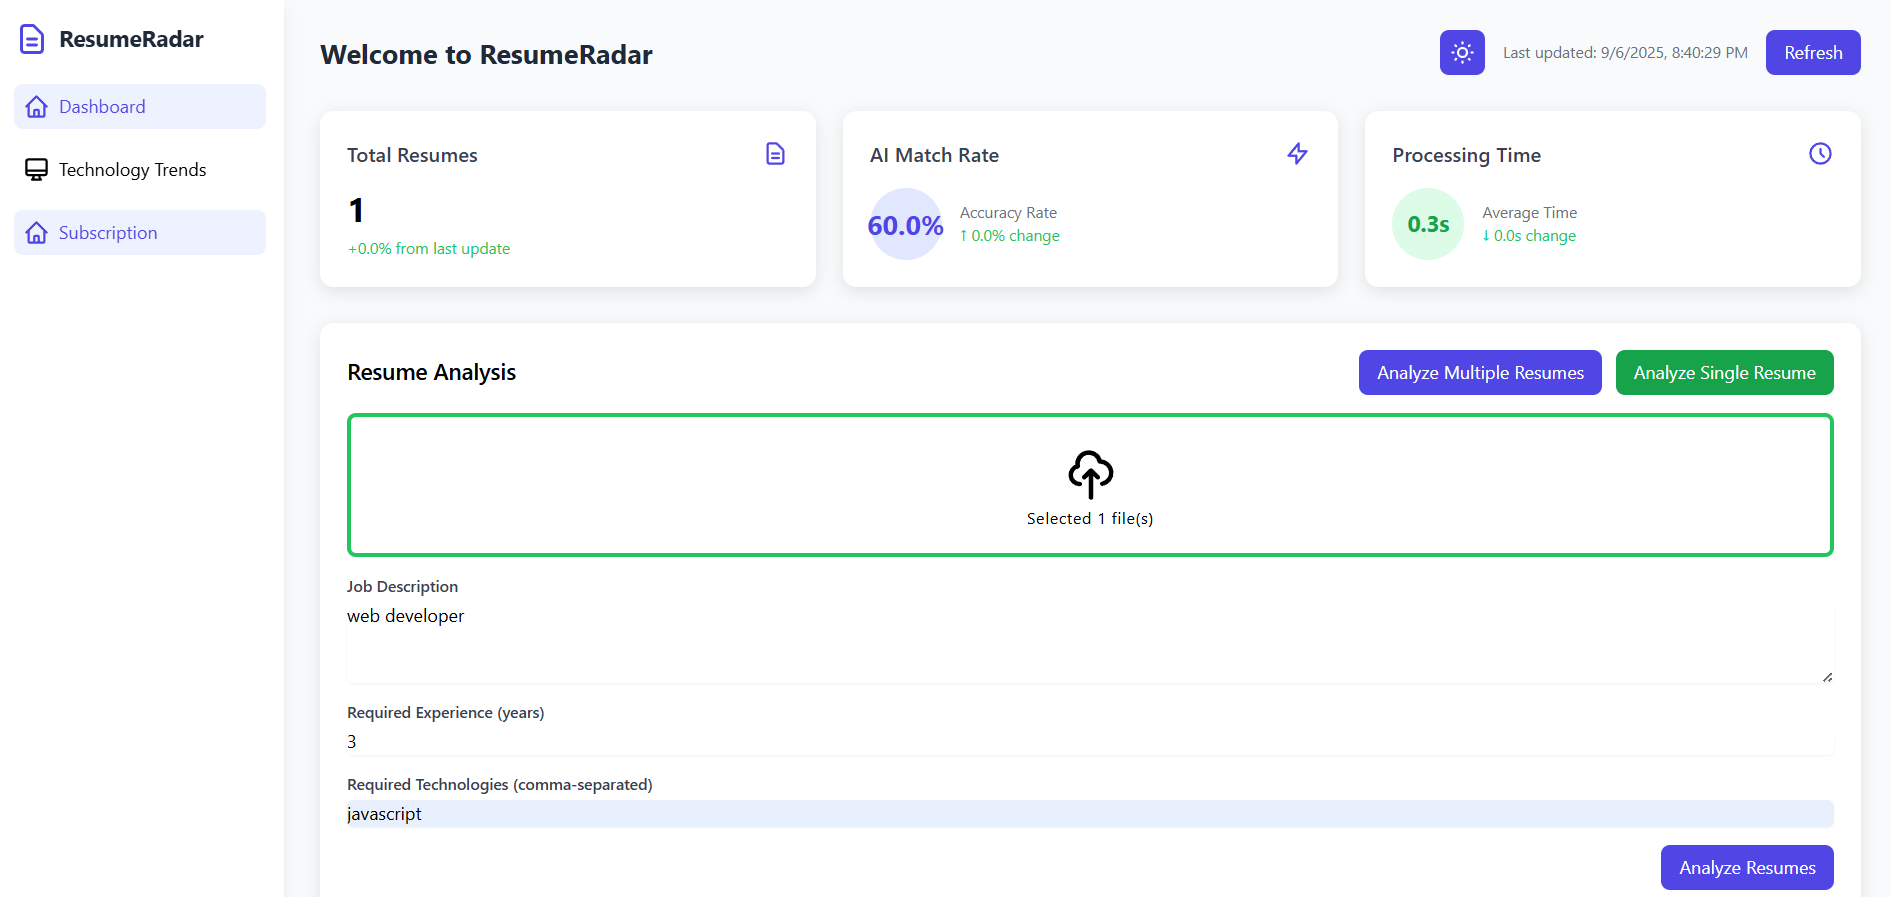 ResumeRadar
Dashboard
Technology Trends
Subscription
Welcome to ResumeRadar
Last updated: 9/6/2025, 8:40:29 PM
Refresh
Total Resumes
1
+0.0% from last update
AI Match Rate
60.0%
Accuracy Rate
↑ 0.0% change
Processing Time
0.3s
Average Time
↓ 0.0s change
Resume Analysis
Analyze Multiple Resumes
Analyze Single Resume
Selected 1 file(s)
Job Description
web developer
Required Experience (years)
3
Required Technologies (comma-separated)
javascript
Analyze Resumes